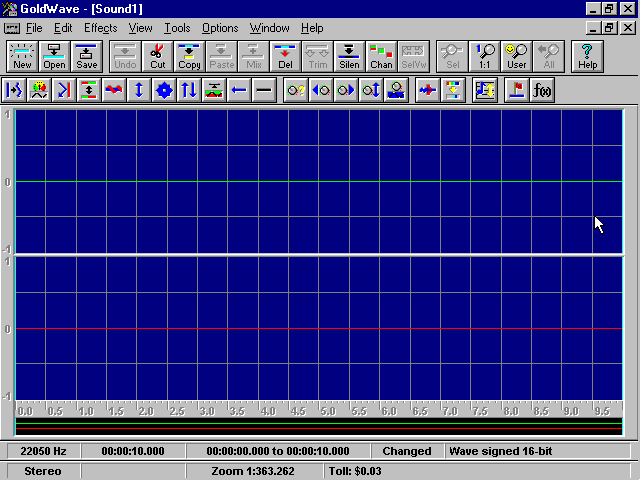 GoldWave - [Sound1]
File Edit Effects View Tools Options Window Help
New Open Save Undo Cut Copy Paste Mix Del Trim Silen Chan SelVw Sel 1:1 User All Help
f(x)
1
0
-1
1
0
-1
0.0 0.5 1.0 1.5 2.0 2.5 3.0 3.5 4.0 4.5 5.0 5.5 6.0 6.5 7.0 7.5 8.0 8.5 9.0 9.5
22050 Hz 00:00:10.000 00:00:00.000 to 00:00:10.000 Changed Wave signed 16-bit
Stereo Zoom 1:363.262 Toll: $0.03